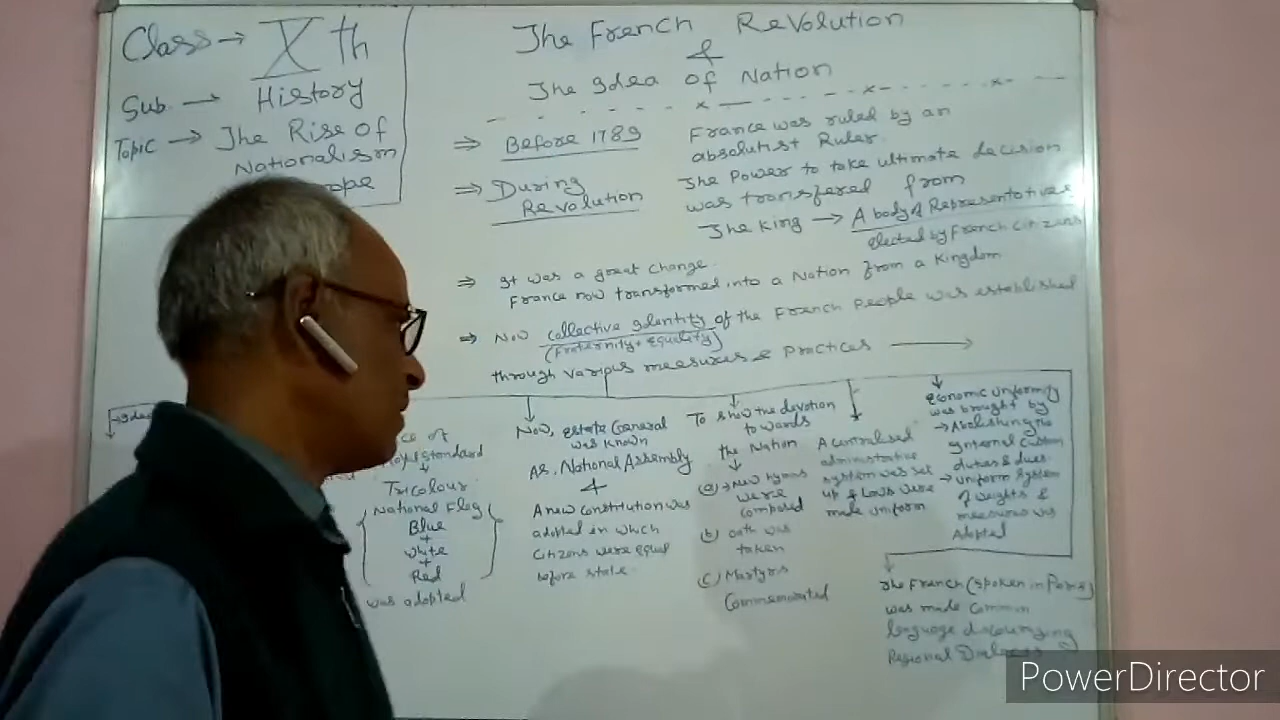 Class → Xth
Sub. → History
Topic → The Rise of
Nationalism
ope
The French Revolution
&
The Idea of Nation
⇒ Before 1789 France was ruled by an
absolutist Ruler.
⇒ During Revolution The Power to take ultimate decision
was transfered from
The King → A body of Representatives
elected by French citizens
⇒ It was a great change.
France now transformed into a Nation from a Kingdom
⇒ Now collective Identity of the French People was established
(Fraternity + Equality)
through various measures & Practices →
→ Idea
ce of
Royal Standard
↓
Tricolour
National Flag
Blue
+
White
+
Red
was adopted
Now, Estate General
was known
As. National Assembly
&
A new constitution was
adopted in which
citizens were equal
before state.
To show the devotion
towards
the Nation
↓
(a) → New hymns
were
composed
(b) oath was
taken
(c) Martyrs
Commemorated
A centralised
administrative
system was set
up & Laws were
made uniform
Economic uniformity
was brought by
→ Abolishing the
Internal Custom
duties & dues.
→ uniform System
of weights &
measures was
Adopted
The French (spoken in Paris)
was made Common
language discouraging
Regional
PowerDirector